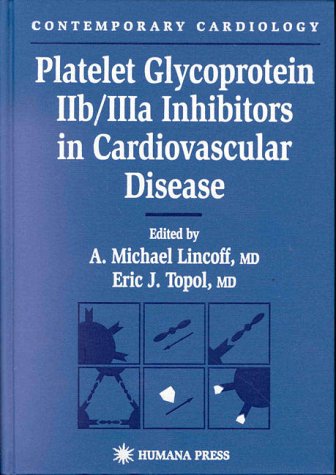 CONTEMPORARY CARDIOLOGY
Platelet Glycoprotein
IIb/IIIa Inhibitors
in Cardiovascular
Disease
Edited by
A. Michael Lincoff, MD
Eric J. Topol, MD
HUMANA PRESS